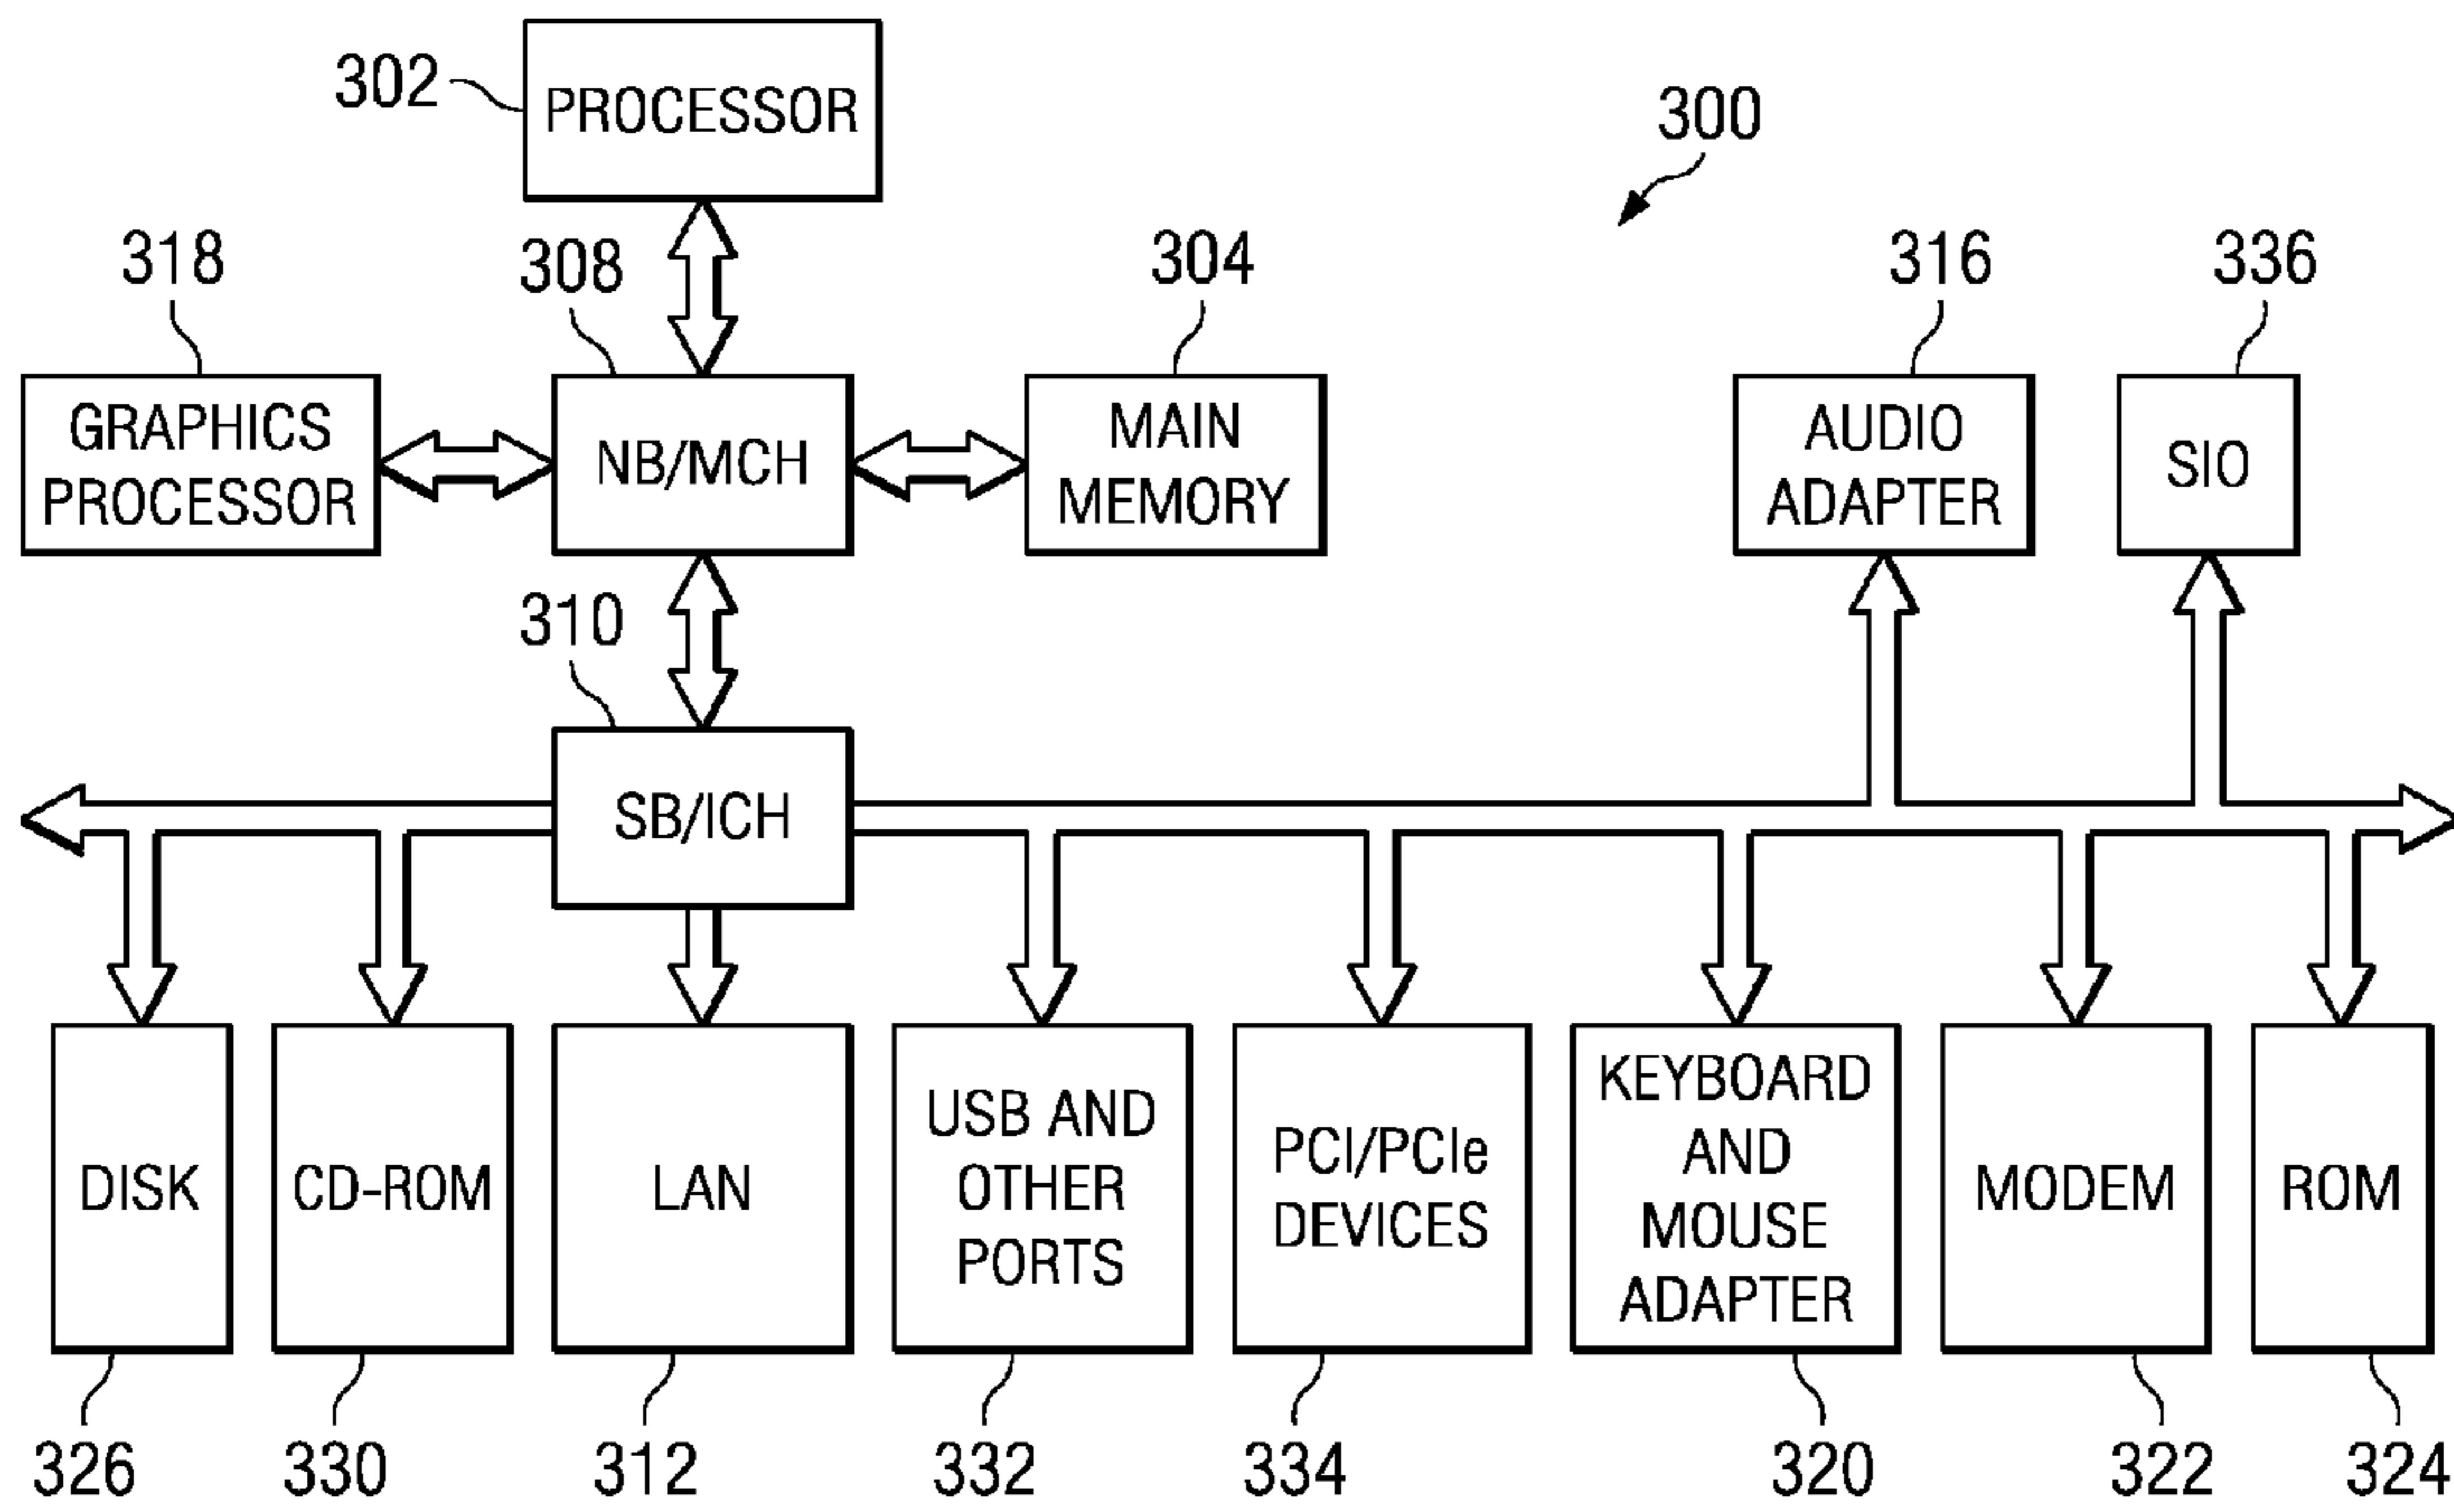 302
PROCESSOR
300
318
308
304
316
336
GRAPHICS
PROCESSOR
NB/MCH
MAIN
MEMORY
AUDIO
ADAPTER
SIO
310
SB/ICH
DISK
CD-ROM
LAN
USB AND
OTHER
PORTS
PCI/PCIe
DEVICES
KEYBOARD
AND
MOUSE
ADAPTER
MODEM
ROM
326
330
312
332
334
320
322
324